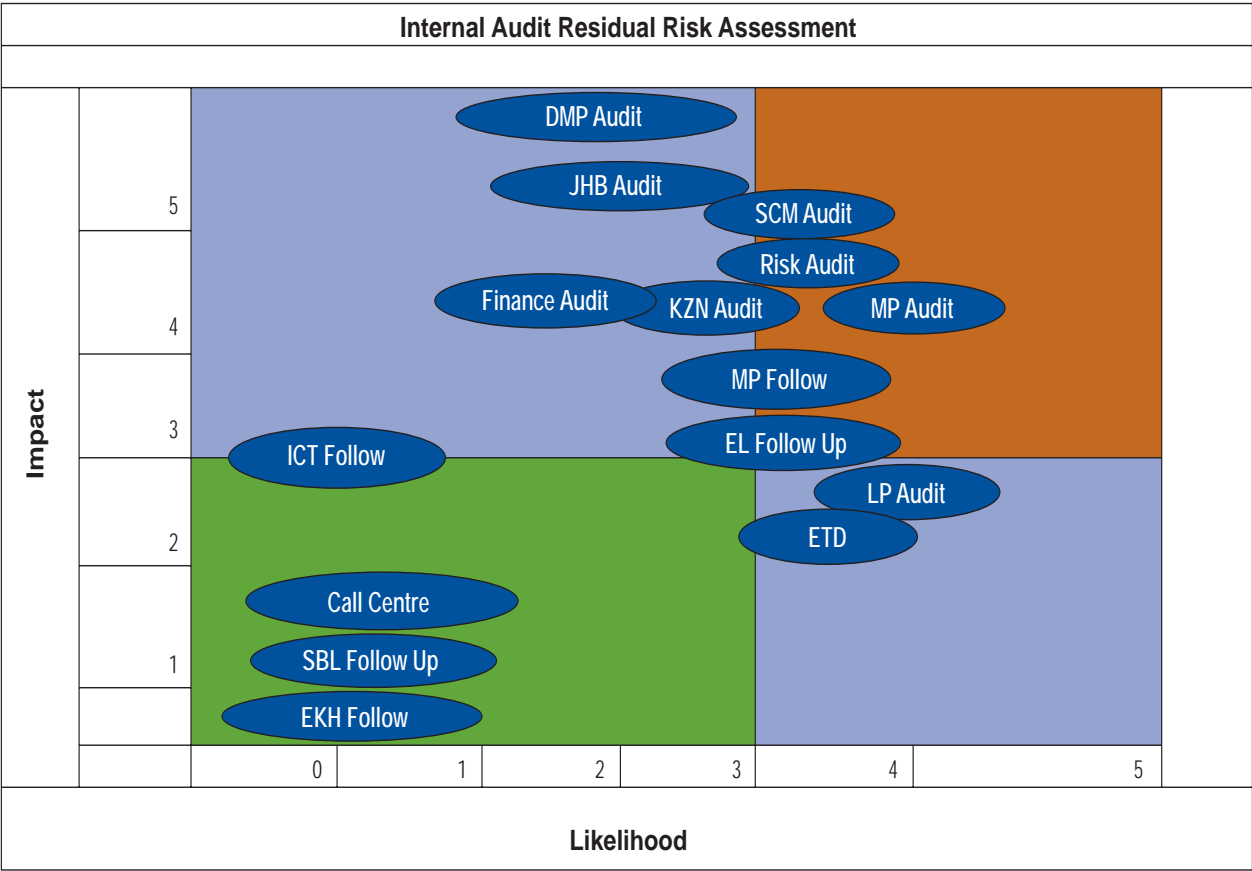 Internal Audit Residual Risk Assessment
DMP Audit
JHB Audit
5
SCM Audit
Risk Audit
Finance Audit
KZN Audit
MP Audit
4
MP Follow
Impact
3
EL Follow Up
ICT Follow
LP Audit
2
ETD
Call Centre
1
SBL Follow Up
EKH Follow
0 1 2 3 4 5
Likelihood